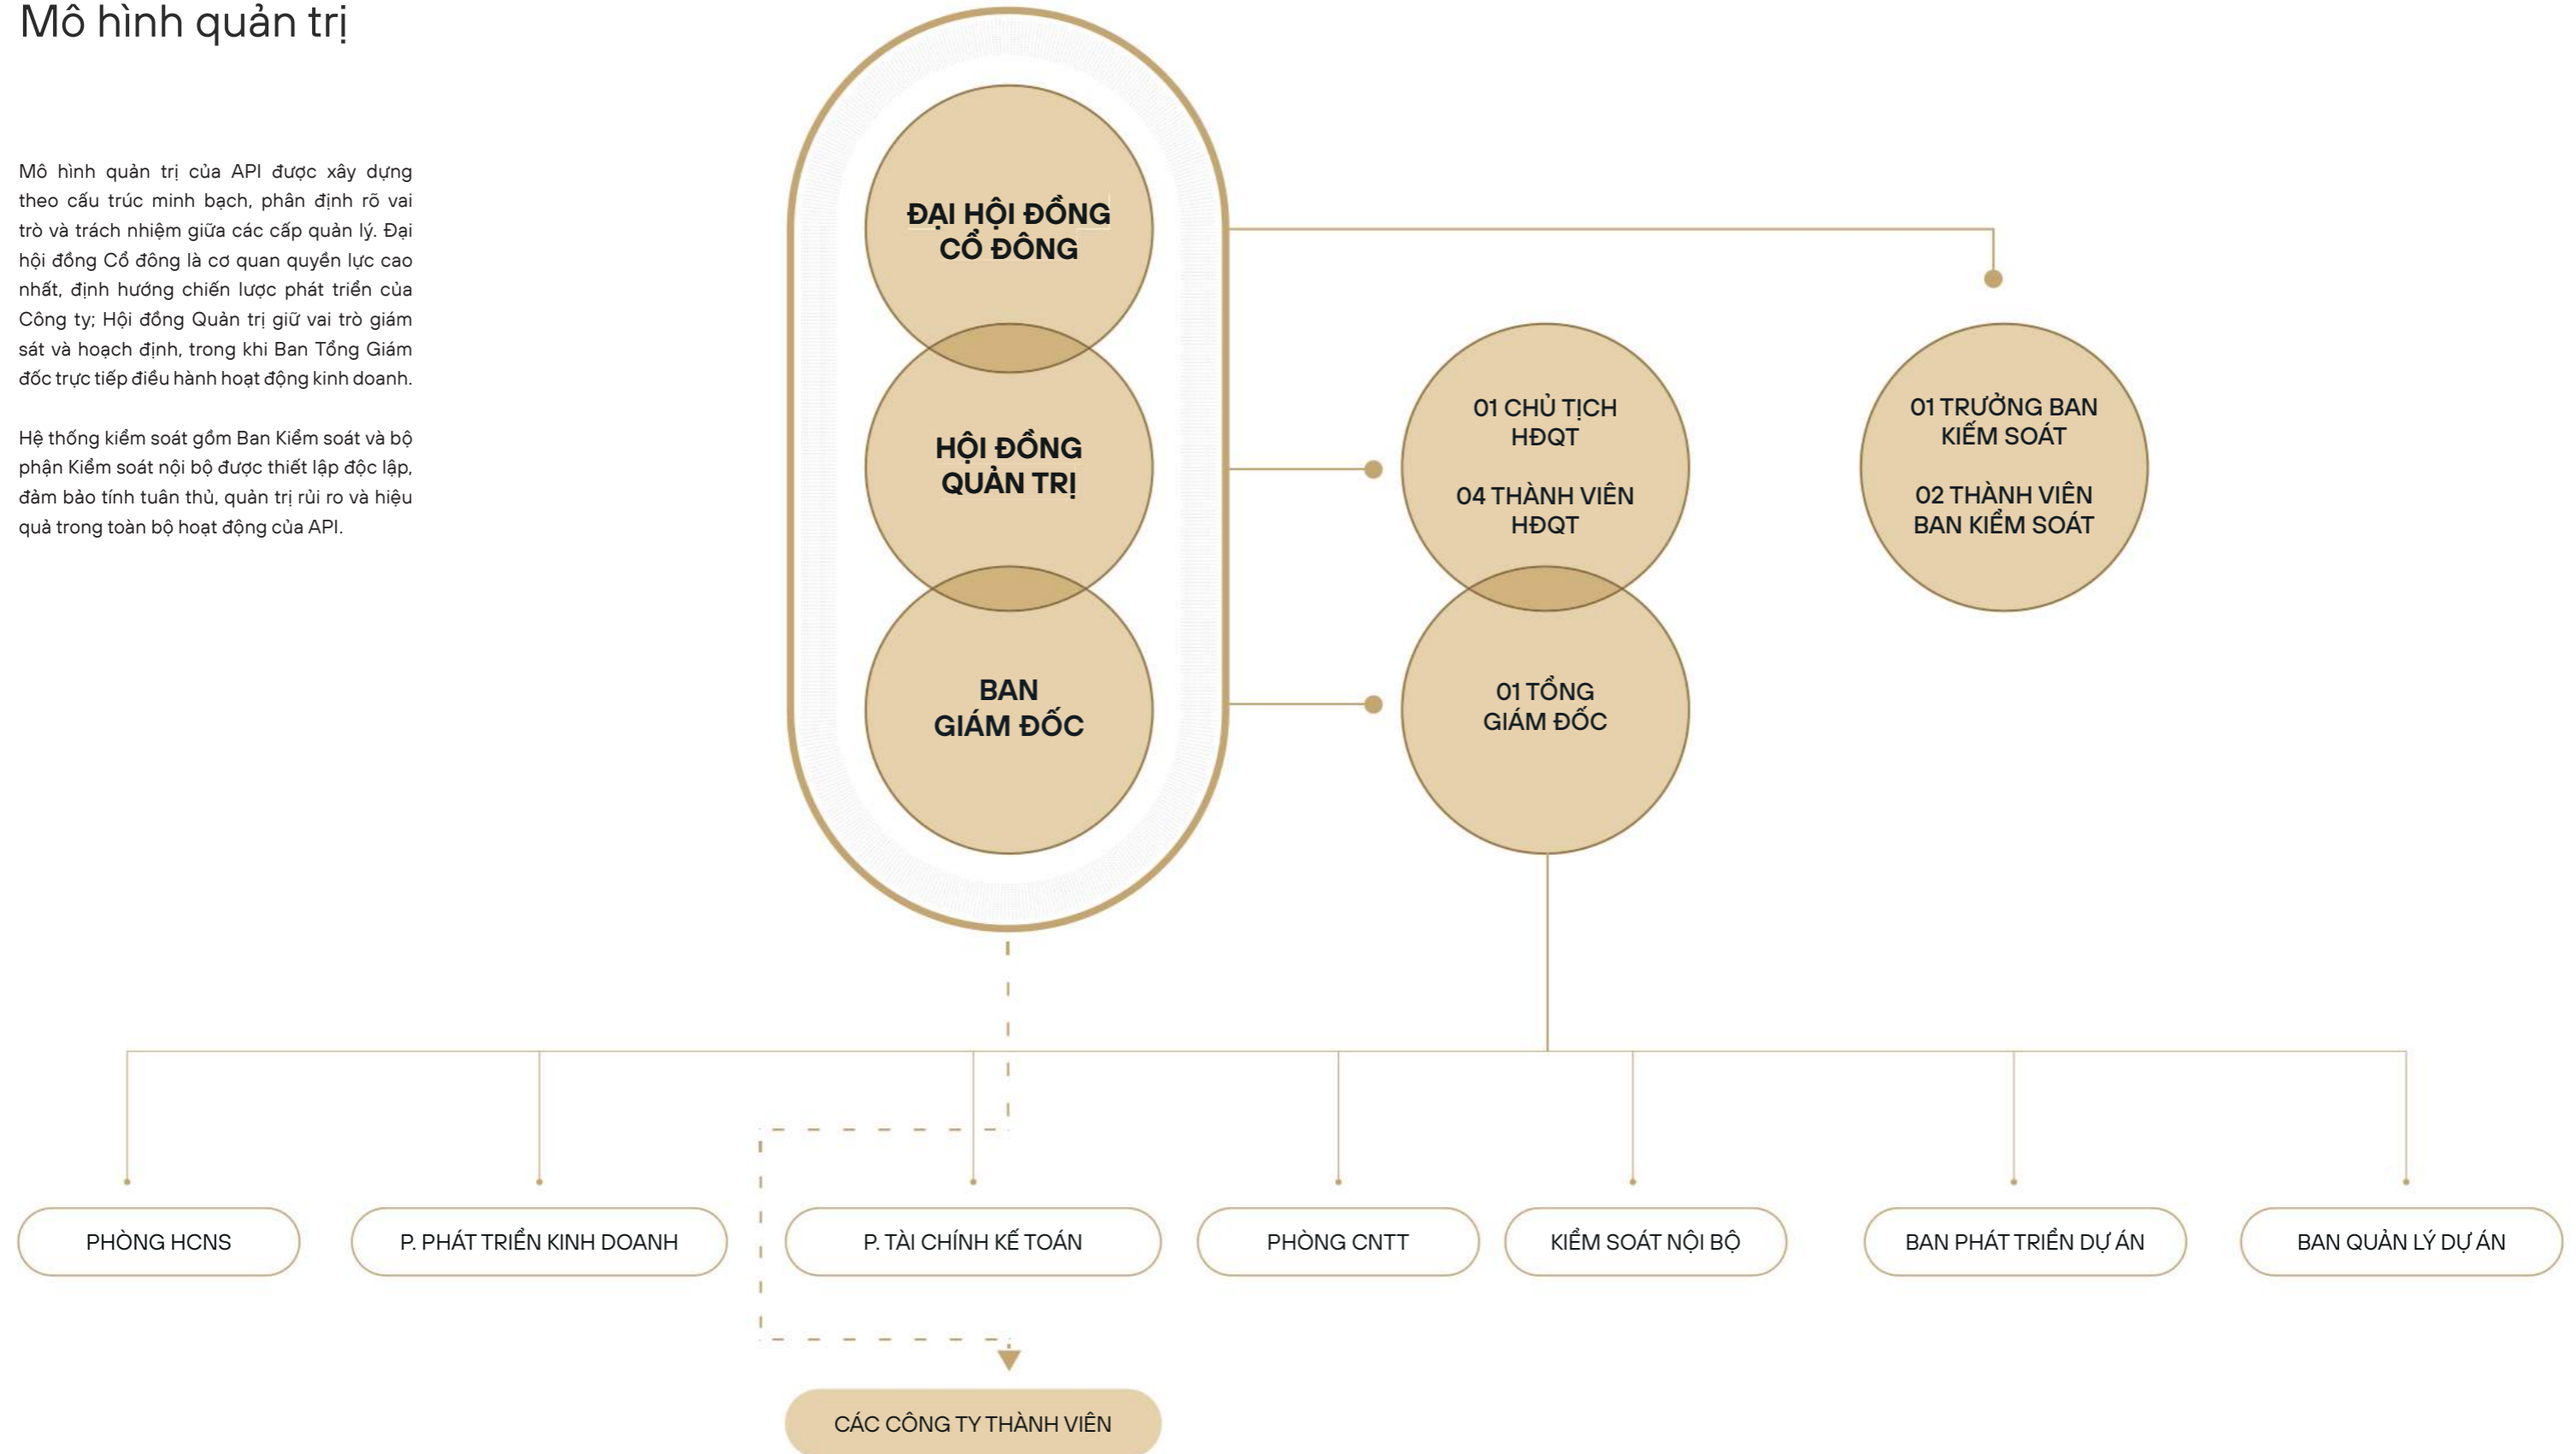 Mô hình quản trị
Mô hình quản trị của API được xây dựng
theo cấu trúc minh bạch, phân định rõ vai
trò và trách nhiệm giữa các cấp quản lý. Đại
hội đồng Cổ đông là cơ quan quyền lực cao
nhất, định hướng chiến lược phát triển của
Công ty; Hội đồng Quản trị giữ vai trò giám
sát và hoạch định, trong khi Ban Tổng Giám
đốc trực tiếp điều hành hoạt động kinh doanh.
Hệ thống kiểm soát gồm Ban Kiểm soát và bộ
phận Kiểm soát nội bộ được thiết lập độc lập,
đảm bảo tính tuân thủ, quản trị rủi ro và hiệu
quả trong toàn bộ hoạt động của API.
ĐẠI HỘI ĐỒNG
CỔ ĐÔNG
HỘI ĐỒNG
QUẢN TRỊ
BAN
GIÁM ĐỐC
01 CHỦ TỊCH
HĐQT
04 THÀNH VIÊN
HĐQT
01 TỔNG
GIÁM ĐỐC
01 TRƯỞNG BAN
KIỂM SOÁT
02 THÀNH VIÊN
BAN KIỂM SOÁT
PHÒNG HCNS
P. PHÁT TRIỂN KINH DOANH
P. TÀI CHÍNH KẾ TOÁN
PHÒNG CNTT
KIỂM SOÁT NỘI BỘ
BAN PHÁT TRIỂN DỰ ÁN
BAN QUẢN LÝ DỰ ÁN
CÁC CÔNG TY THÀNH VIÊN